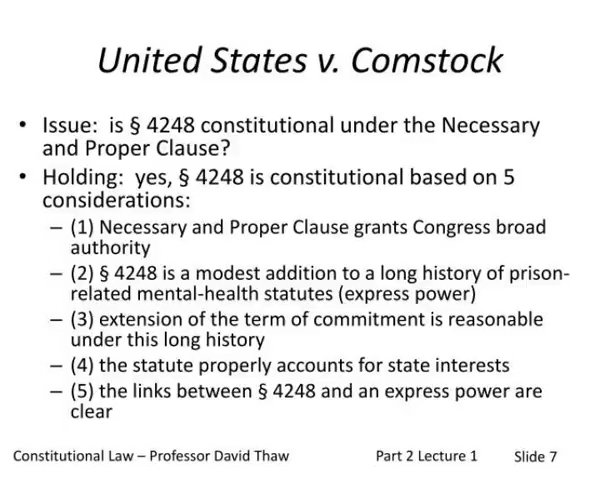 United States v. Comstock
• Issue: is § 4248 constitutional under the Necessary
and Proper Clause?
• Holding: yes, § 4248 is constitutional based on 5
considerations:
– (1) Necessary and Proper Clause grants Congress broad
authority
– (2) § 4248 is a modest addition to a long history of prison-
related mental-health statutes (express power)
– (3) extension of the term of commitment is reasonable
under this long history
– (4) the statute properly accounts for state interests
– (5) the links between § 4248 and an express power are
clear
Constitutional Law – Professor David Thaw Part 2 Lecture 1 Slide 7